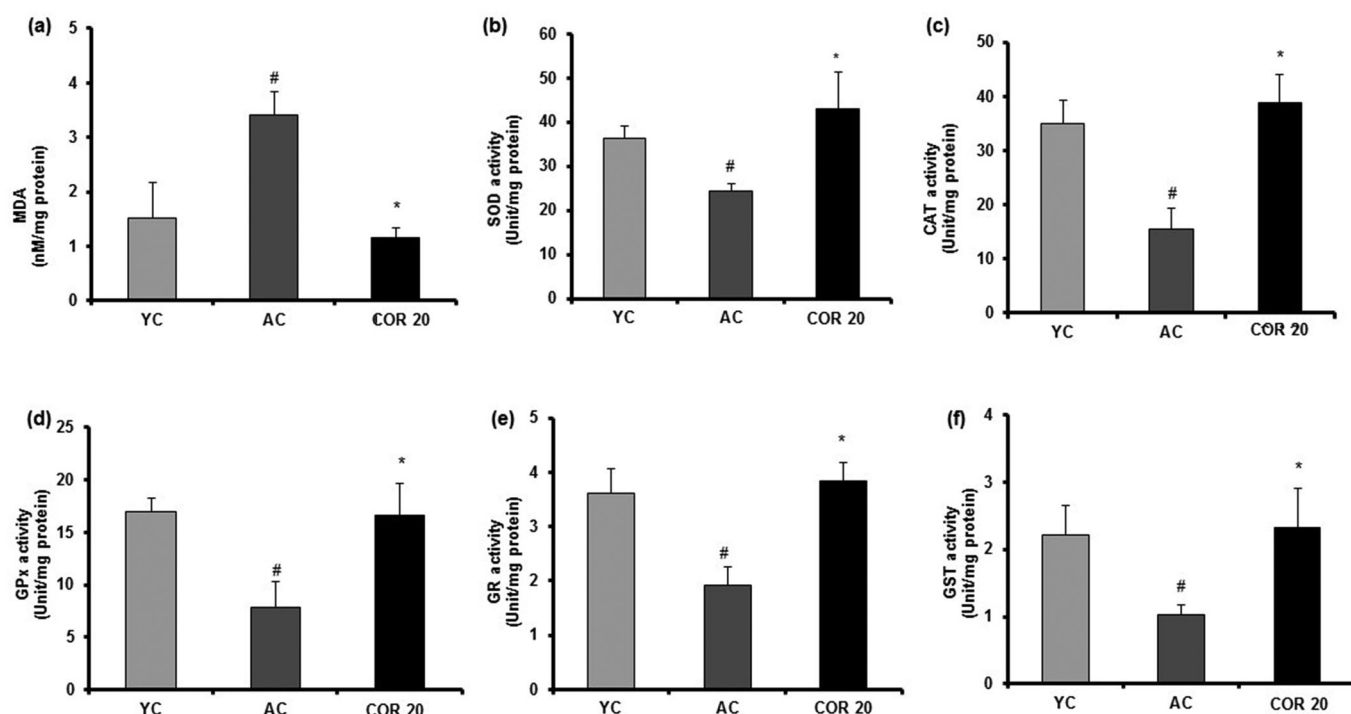 (a)
5
4
3
2
1
0
MDA
(nM/mg protein)
#
*
YC
AC
COR 20
(b)
60
50
40
30
20
10
0
SOD activity
(Unit/mg protein)
#
*
YC
AC
COR 20
(c)
50
40
30
20
10
0
CAT activity
(Unit/mg protein)
#
*
YC
AC
COR 20
(d)
25
20
15
10
5
0
GPx activity
(Unit/mg protein)
#
*
YC
AC
COR 20
(e)
5
4
3
2
1
0
GR activity
(Unit/mg protein)
#
*
YC
AC
COR 20
(f)
4
3
2
1
0
GST activity
(Unit/mg protein)
#
*
YC
AC
COR 20